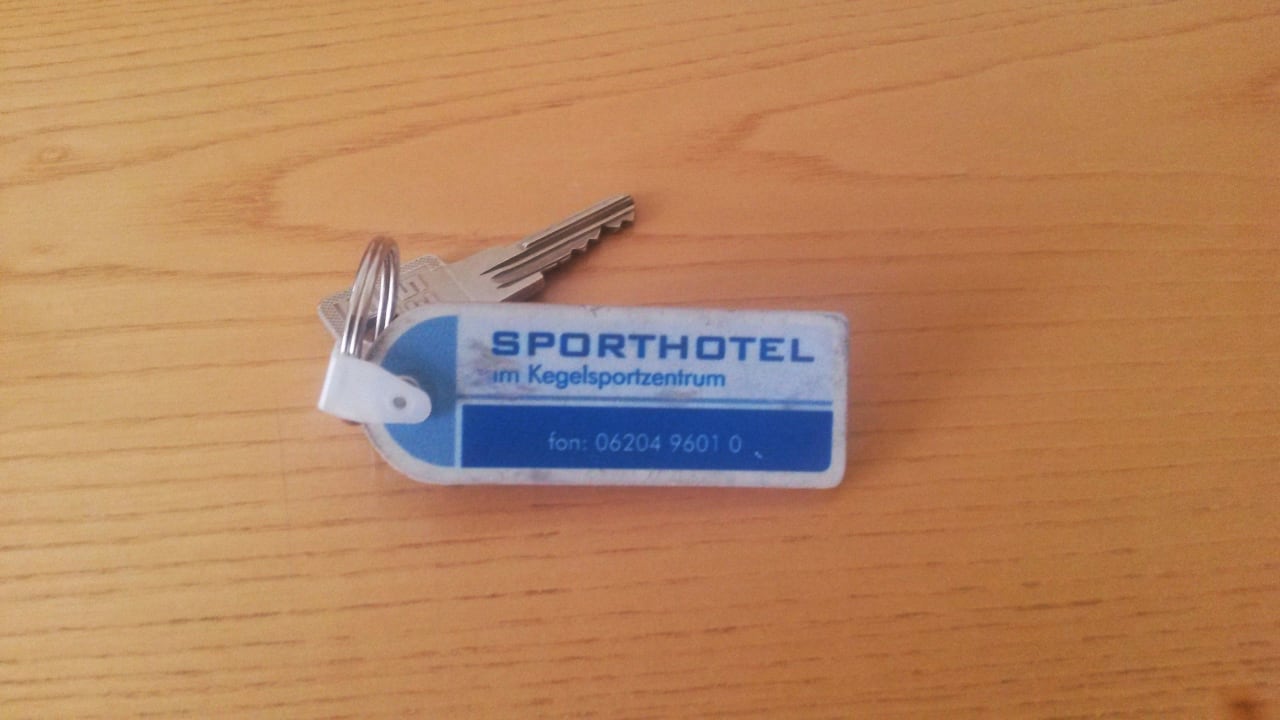 SPORTHOTEL
im Kegelsportzentrum
fon: 06204 9601 0